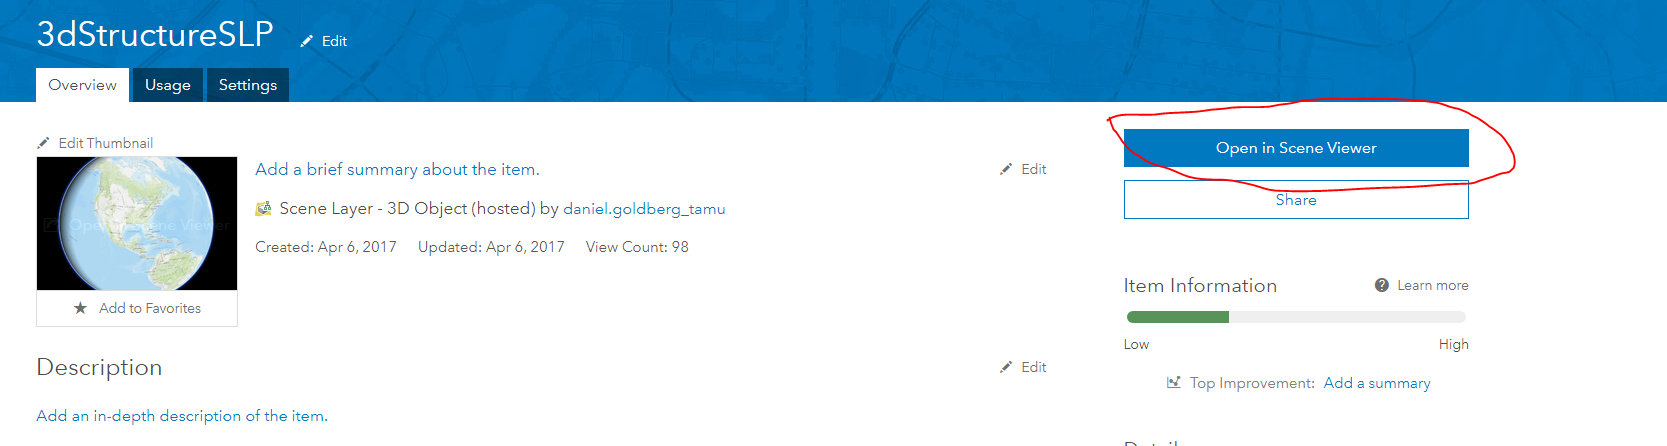 3dStructureSLP Edit
Overview Usage Settings
Edit Thumbnail
Open in Scene Viewer
Add to Favorites
Add a brief summary about the item. Edit
Scene Layer - 3D Object (hosted) by daniel.goldberg_tamu
Created: Apr 6, 2017 Updated: Apr 6, 2017 View Count: 98
Description Edit
Add an in-depth description of the item.
Open in Scene Viewer
Share
Item Information Learn more
Low High
Top Improvement: Add a summary